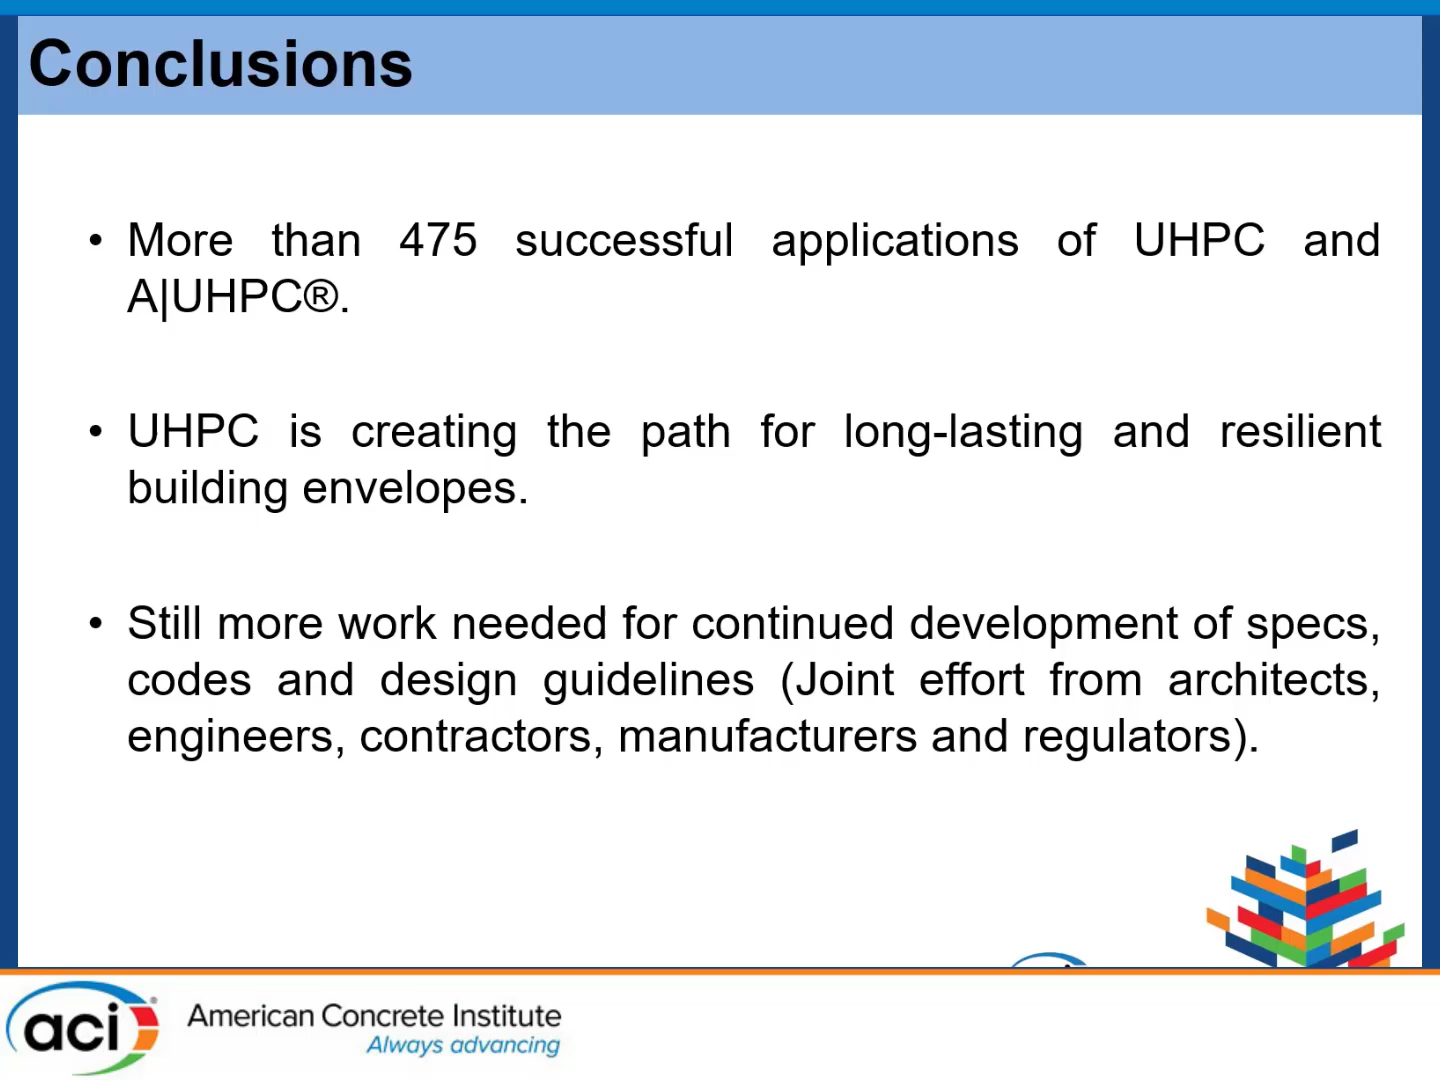 Conclusions
• More than 475 successful applications of UHPC and
A|UHPC®.
• UHPC is creating the path for long-lasting and resilient
building envelopes.
• Still more work needed for continued development of specs,
codes and design guidelines (Joint effort from architects,
engineers, contractors, manufacturers and regulators).
aci
American Concrete Institute
Always advancing